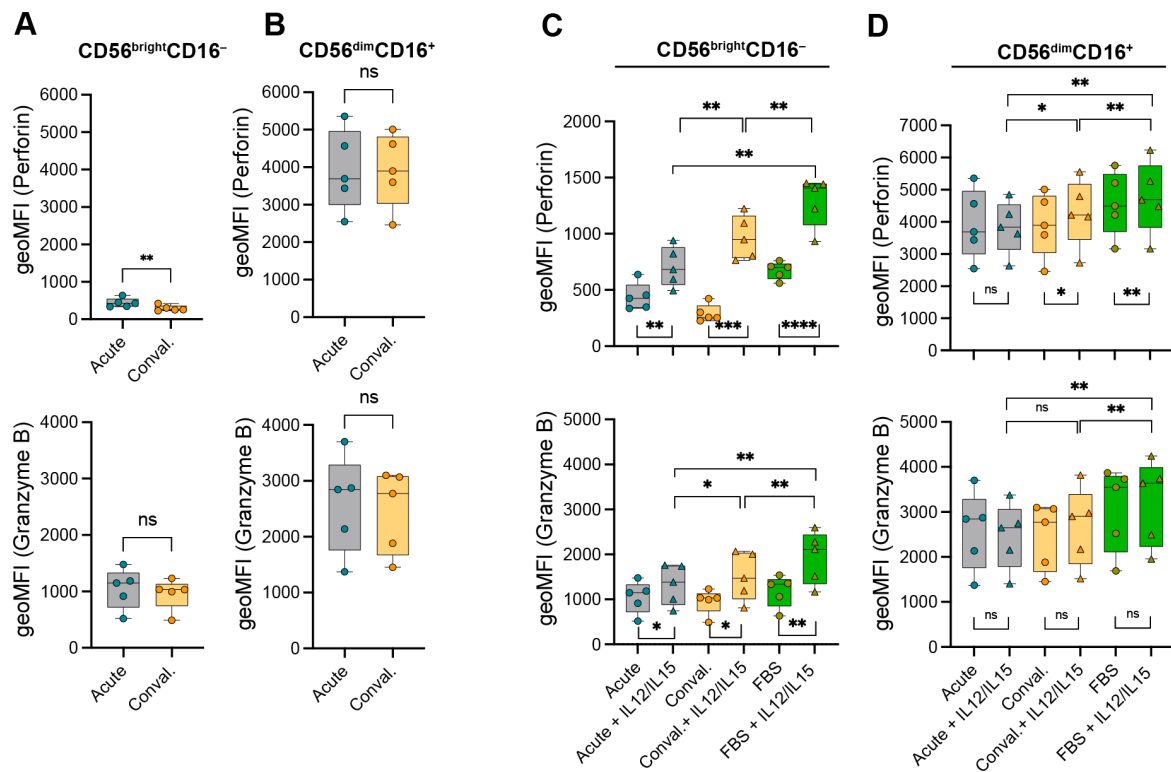 A
CD56brightCD16–
geoMFI (Perforin)
6000
5000
4000
3000
2000
1000
0
**
Acute
Conval.
geoMFI (Granzyme B)
4000
3000
2000
1000
0
ns
Acute
Conval.
B
CD56dimCD16+
geoMFI (Perforin)
6000
5000
4000
3000
2000
1000
0
ns
Acute
Conval.
geoMFI (Granzyme B)
4000
3000
2000
1000
0
ns
Acute
Conval.
C
CD56brightCD16–
geoMFI (Perforin)
2000
1500
1000
500
0
** **
**
** *** ****
geoMFI (Granzyme B)
5000
4000
3000
2000
1000
0
**
* **
* * **
Acute
Acute + IL12/IL15
Conval.
Conval. + IL12/IL15
FBS
FBS + IL12/IL15
D
CD56dimCD16+
geoMFI (Perforin)
7000
6000
5000
4000
3000
2000
1000
0
**
* **
ns * **
geoMFI (Granzyme B)
5000
4000
3000
2000
1000
0
**
ns **
ns ns ns
Acute
Acute + IL12/IL15
Conval.
Conval. + IL12/IL15
FBS
FBS + IL12/IL15